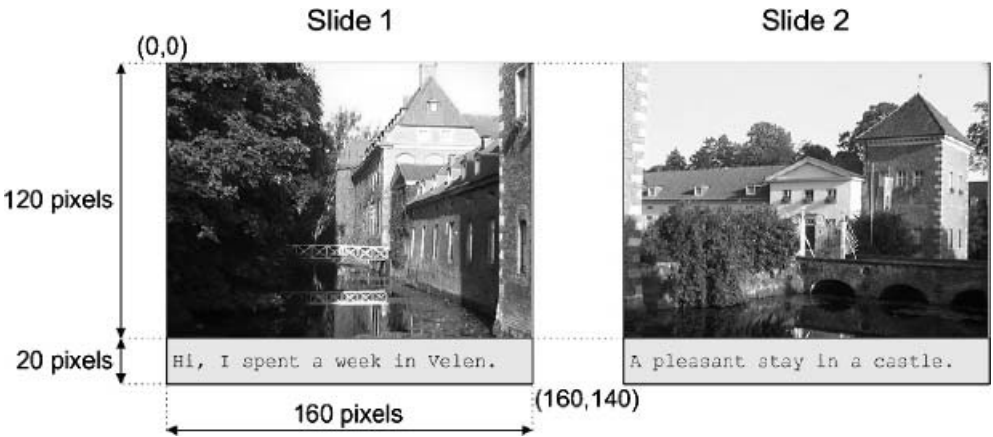 Slide 1
Slide 2
(0,0)
120 pixels
20 pixels
Hi, I spent a week in Velen.
A pleasant stay in a castle.
160 pixels
(160,140)